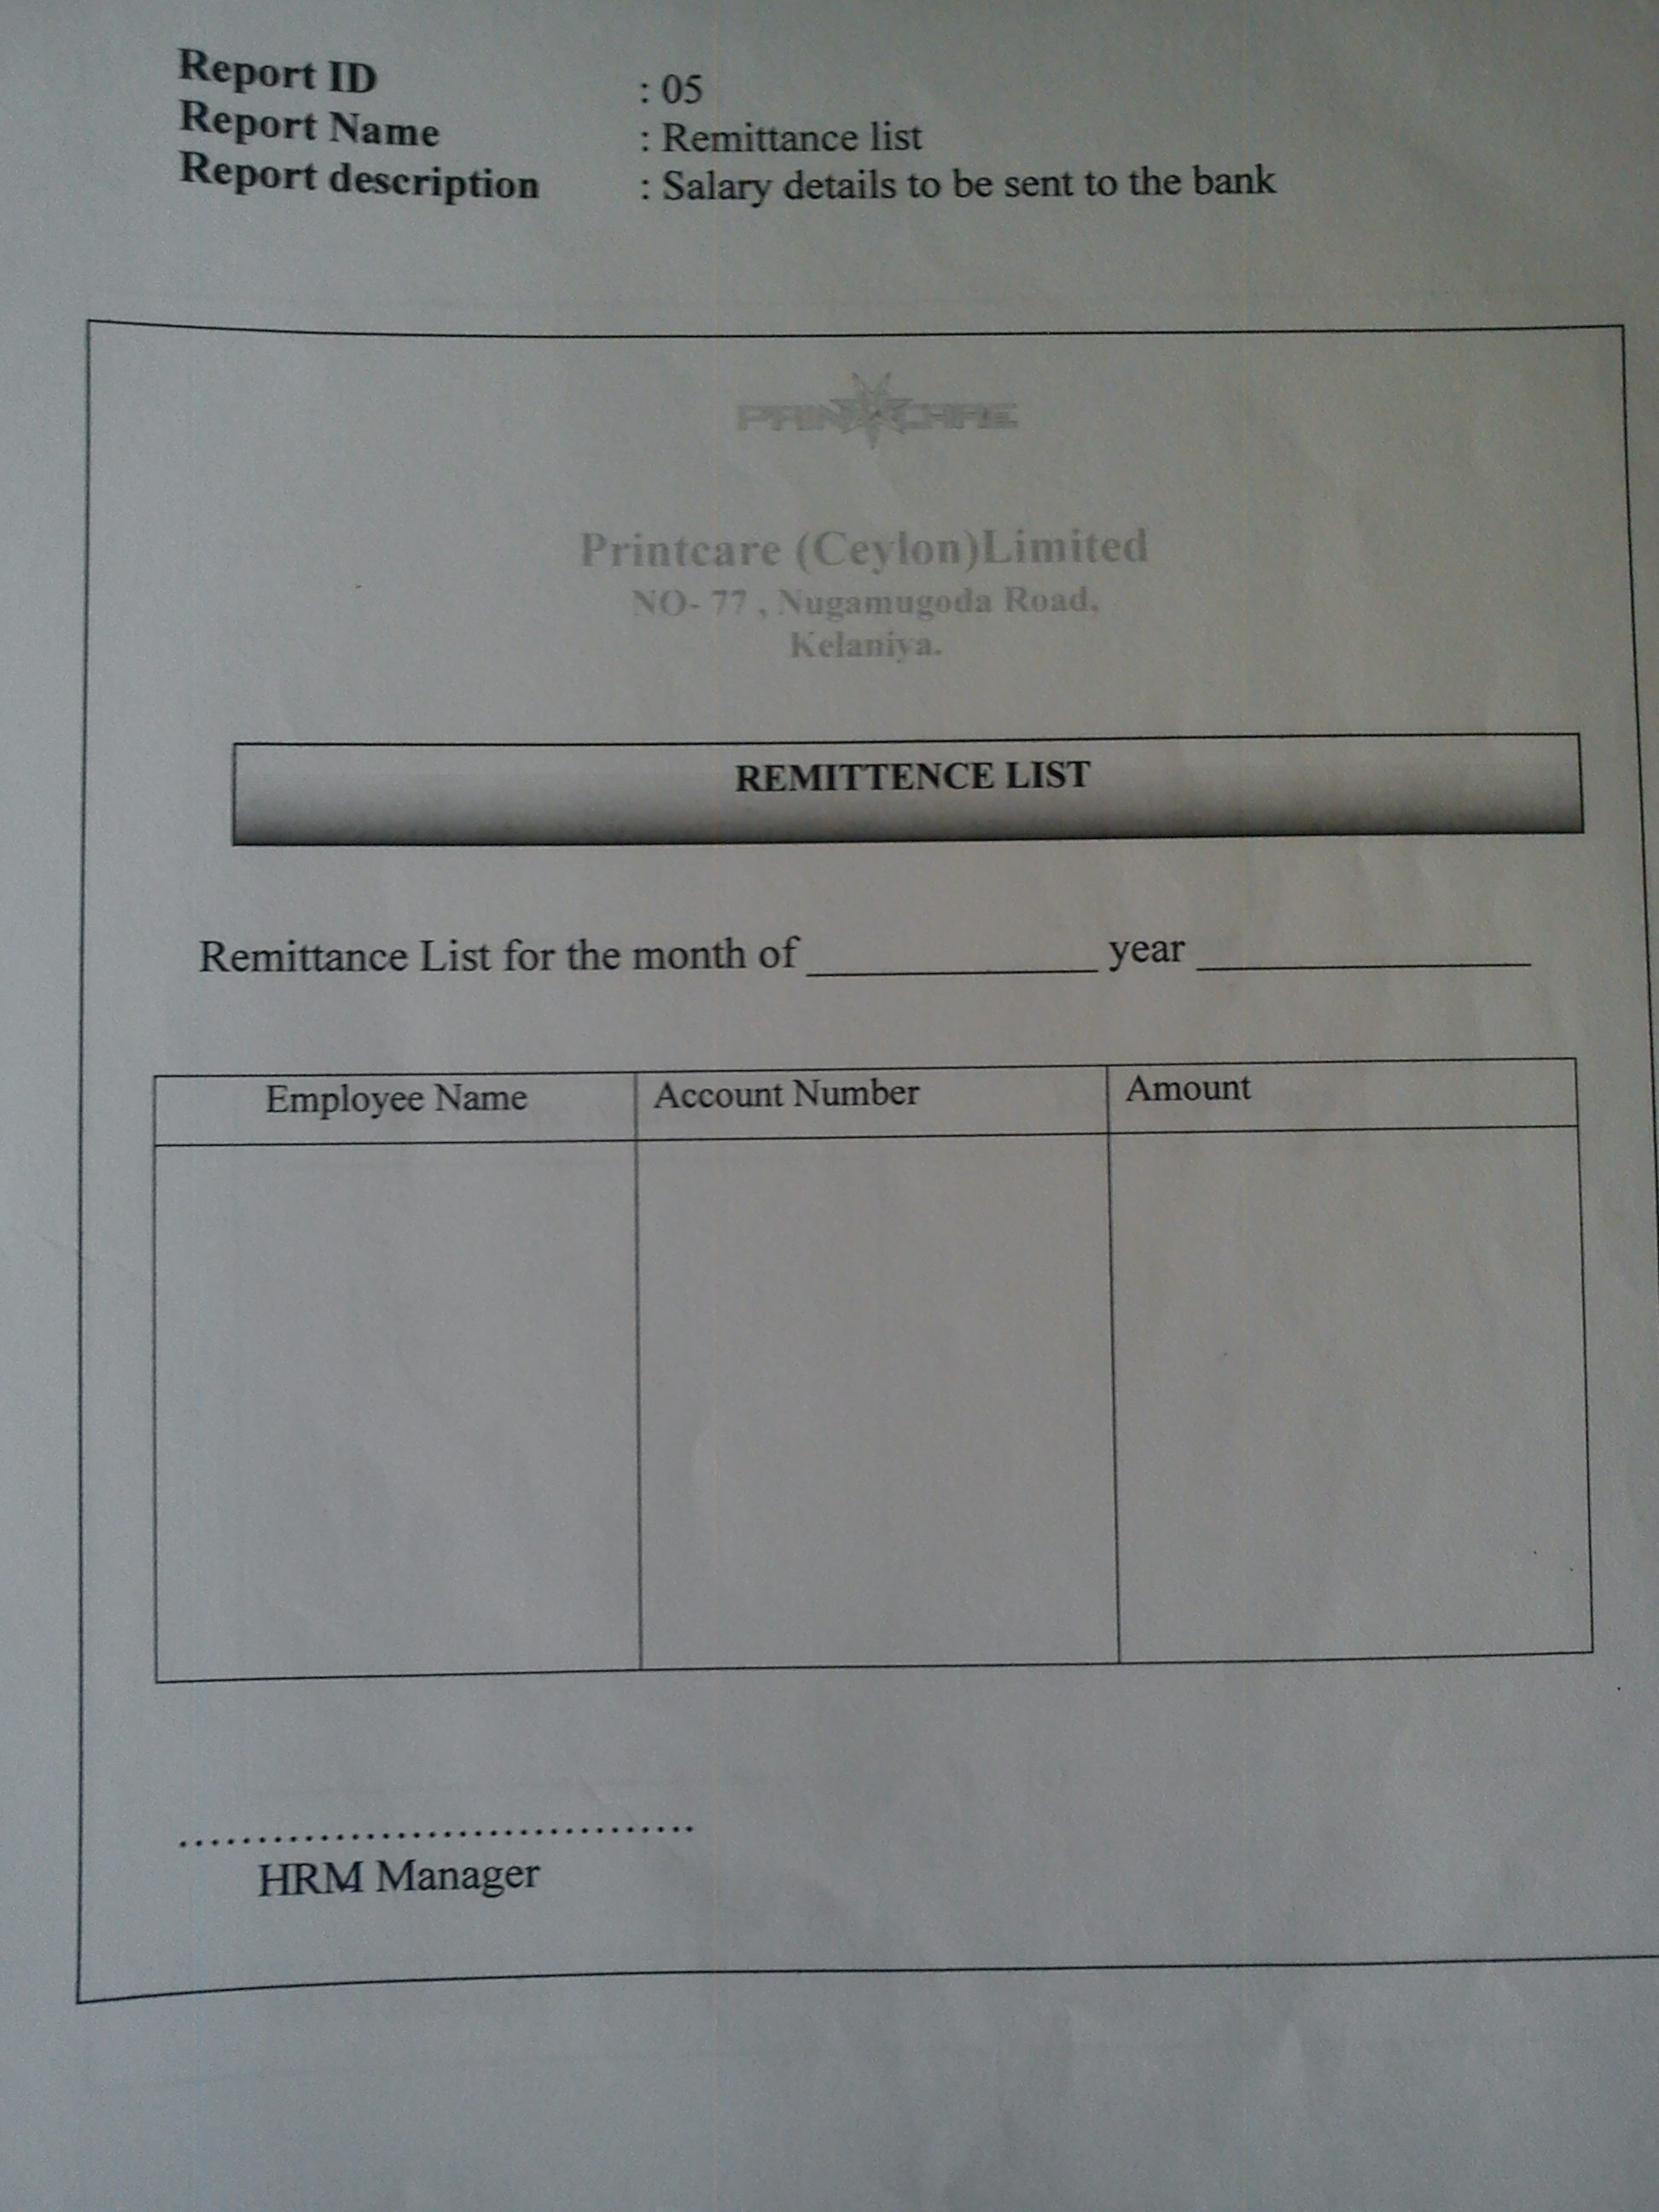 Report ID : 05
Report Name : Remittance list
Report description : Salary details to be sent to the bank
PRINTCARE
Printcare (Ceylon)Limited
NO- 77 , Nugamugoda Road,
Kelaniya.
REMITTENCE LIST
Remittance List for the month of ______________ year ________________
Employee Name Account Number Amount
.......................................
HRM Manager